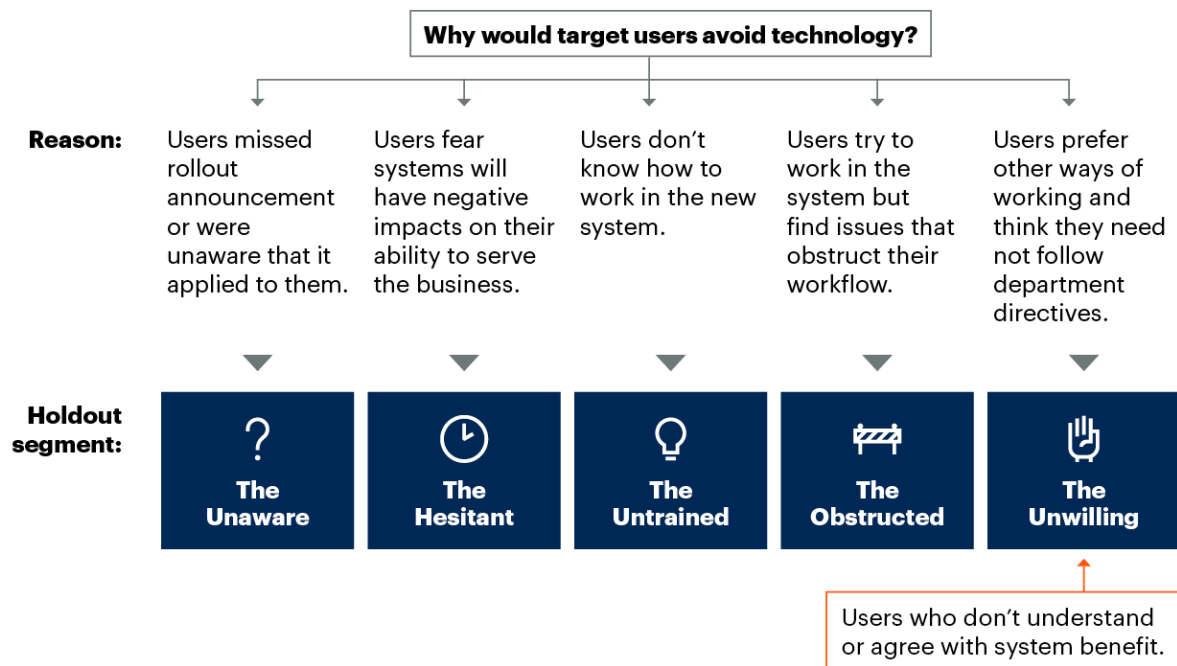 Why would target users avoid technology?
Reason:
Users missed
rollout
announcement
or were
unaware that it
applied to them.
Users fear
systems will
have negative
impacts on their
ability to serve
the business.
Users don't
know how to
work in the new
system.
Users try to
work in the
system but
find issues that
obstruct their
workflow.
Users prefer
other ways of
working and
think they need
not follow
department
directives.
Holdout
segment:
?
The
Unaware
The
Hesitant
The
Untrained
The
Obstructed
The
Unwilling
Users who don't understand
or agree with system benefit.